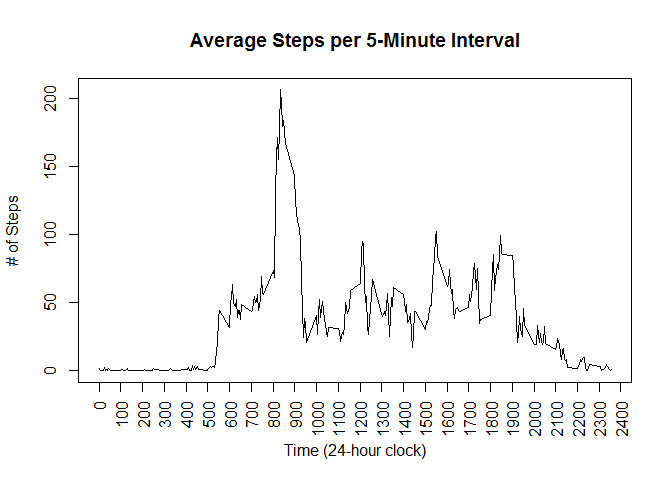 Average Steps per 5-Minute Interval
# of Steps
200
150
100
50
0
0 100 200 300 400 500 600 700 800 900 1000 1100 1200 1300 1400 1500 1600 1700 1800 1900 2000 2100 2200 2300 2400
Time (24-hour clock)